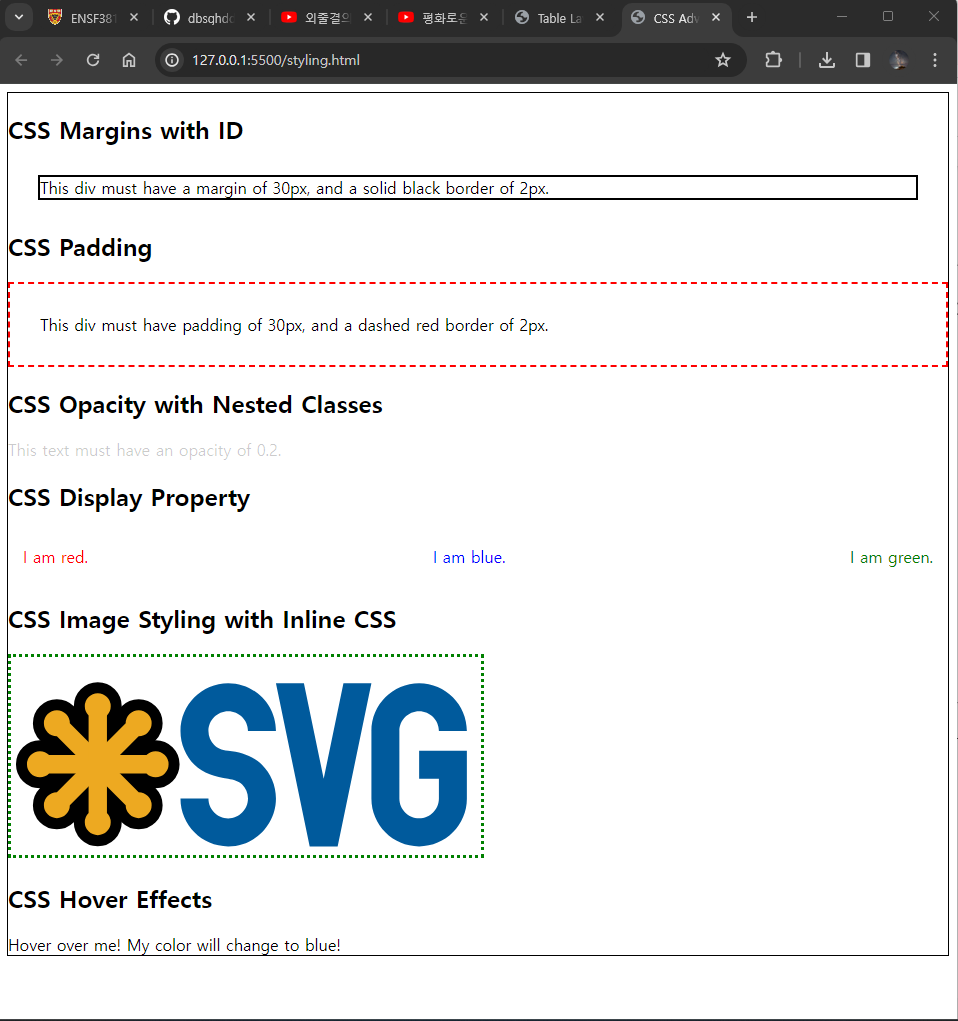 ENSF381
dbsghdc
외줄결의
평화로운
Table La
CSS Adv
127.0.0.1:5500/styling.html
CSS Margins with ID
This div must have a margin of 30px, and a solid black border of 2px.
CSS Padding
This div must have padding of 30px, and a dashed red border of 2px.
CSS Opacity with Nested Classes
This text must have an opacity of 0.2.
CSS Display Property
I am red. I am blue. I am green.
CSS Image Styling with Inline CSS
SVG
CSS Hover Effects
Hover over me! My color will change to blue!